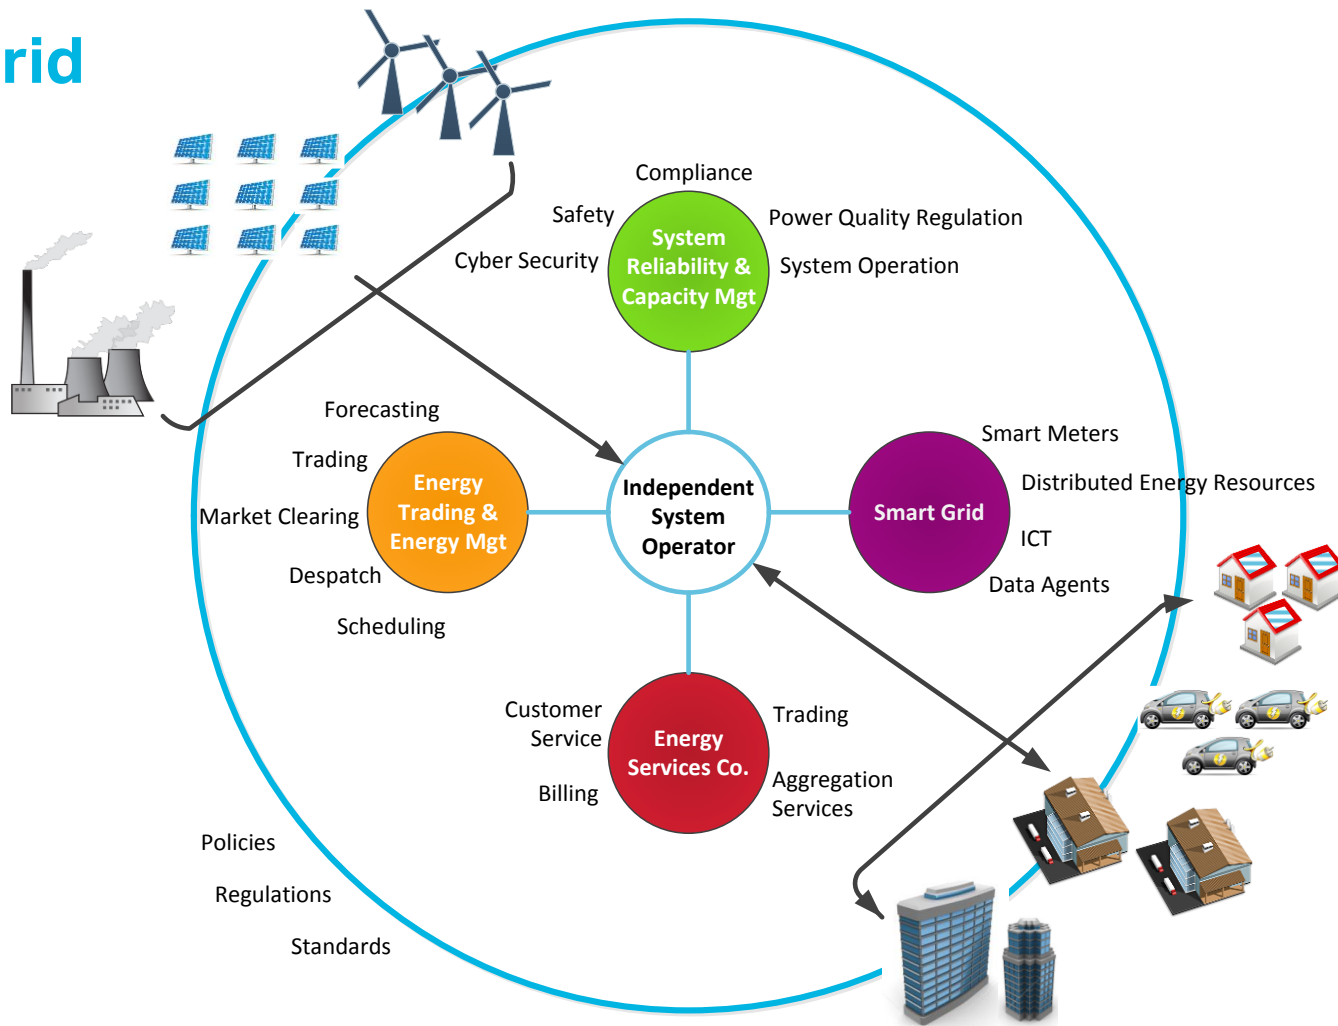 rid
Compliance
Safety
Power Quality Regulation
Cyber Security
System Operation
System
Reliability &
Capacity Mgt
Forecasting
Trading
Market Clearing
Despatch
Scheduling
Energy
Trading &
Energy Mgt
Independent
System
Operator
Smart Grid
Smart Meters
Distributed Energy Resources
ICT
Data Agents
Customer
Service
Billing
Energy
Services Co.
Trading
Aggregation
Services
Policies
Regulations
Standards